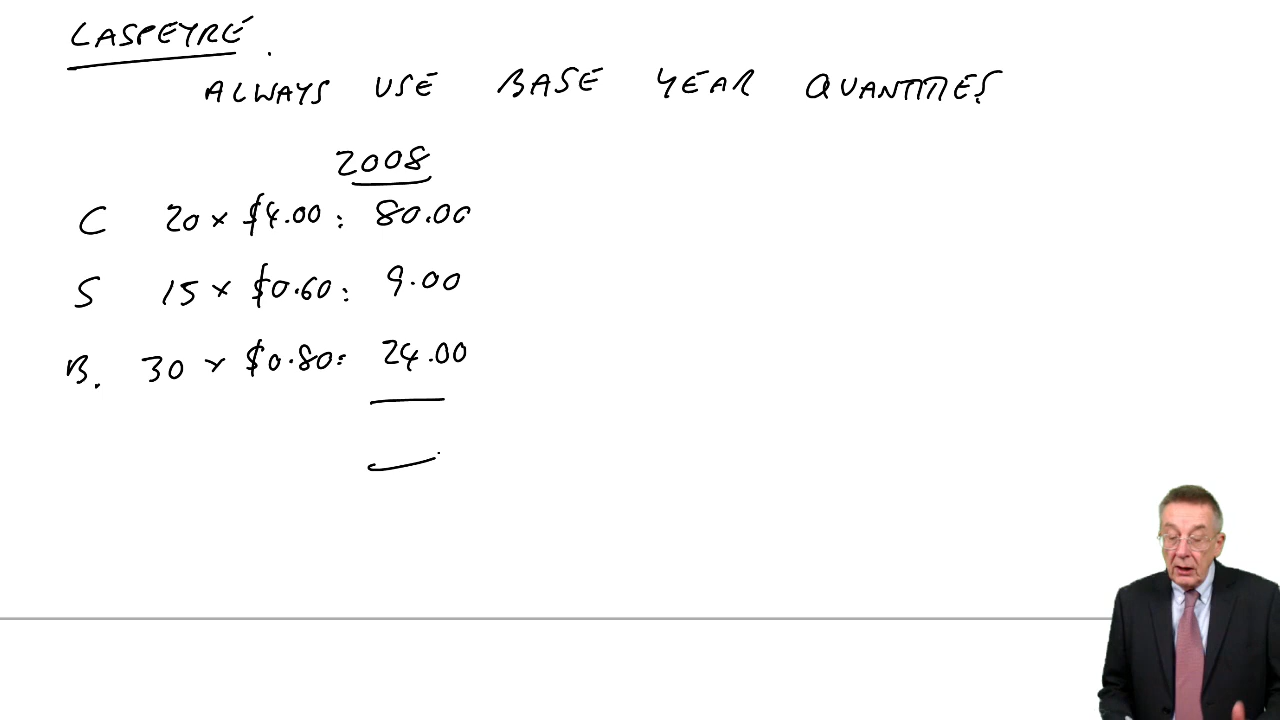 LASPEYRE.
ALWAYS USE BASE YEAR QUANTITIES
2008
C 20 × $4.00 : 80.00
S 15 × $0.60 : 9.00
B. 30 × $0.80 : 24.00